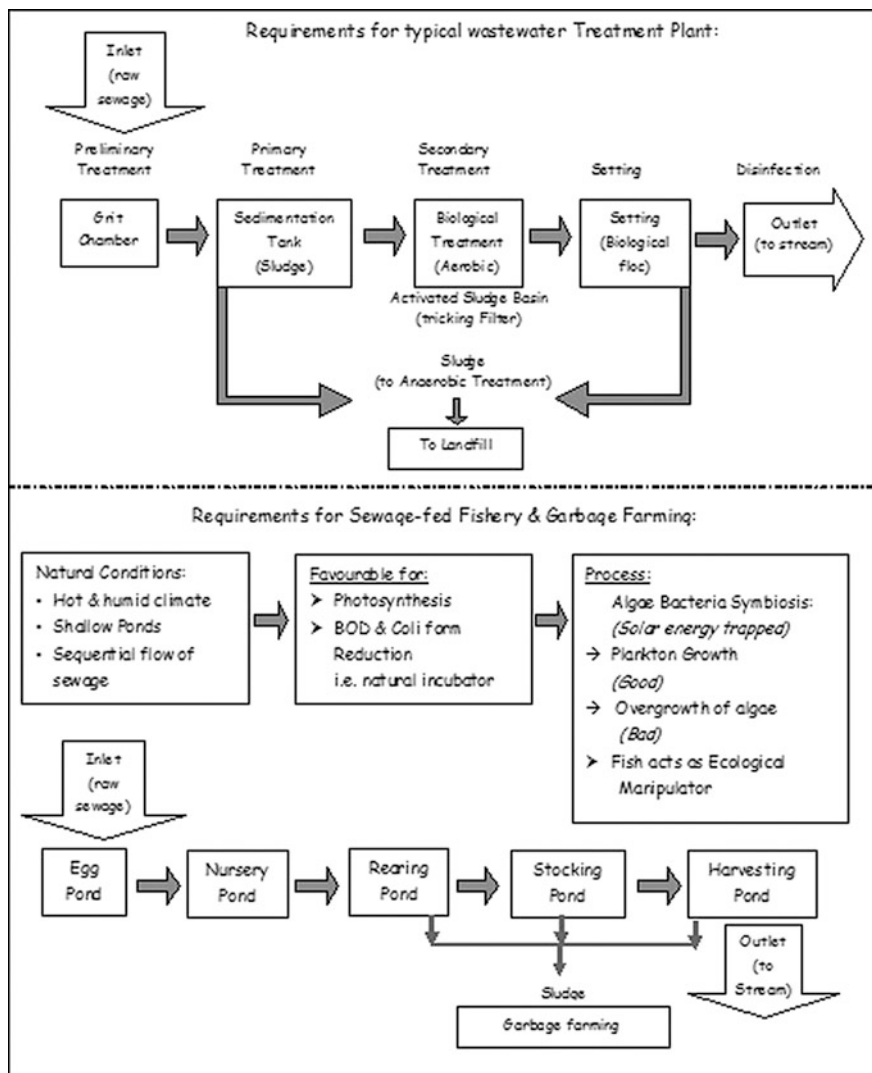 Requirements for typical wastewater Treatment Plant:
Inlet
(raw
sewage)
Preliminary
Treatment
Primary
Treatment
Secondary
Treatment
Setting
Disinfection
Grit
Chamber
Sedimentation
Tank
(Sludge)
Biological
Treatment
(Aerobic)
Setting
(Biological
floc)
Outlet
(to stream)
Activated Sludge Basin
(tricking Filter)
Sludge
(to Anaerobic Treatment)
To Landfill
Requirements for Sewage-fed Fishery & Garbage Farming:
Natural Conditions:
• Hot & humid climate
• Shallow Ponds
• Sequential flow of
sewage
Favourable for:
➤ Photosynthesis
➤ BOD & Coli form
Reduction
i.e. natural incubator
Process:
Algae Bacteria Symbiosis:
(Solar energy trapped)
→ Plankton Growth
(Good)
→ Overgrowth of algae
(Bad)
➤ Fish acts as Ecological
Manipulator
Inlet
(raw
sewage)
Egg
Pond
Nursery
Pond
Rearing
Pond
Stocking
Pond
Harvesting
Pond
Outlet
(to
Stream)
Sludge
Garbage farming